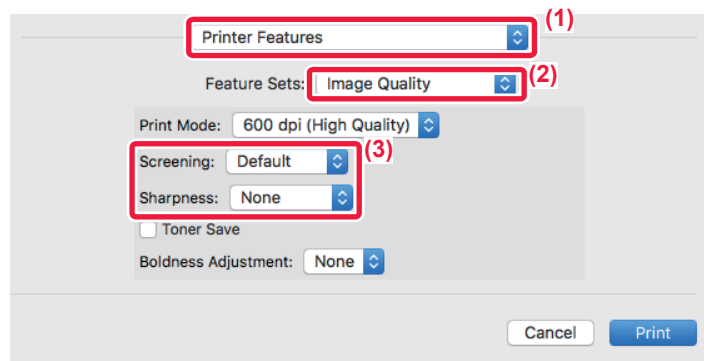 (1)
Printer Features
Feature Sets: Image Quality
(2)
Print Mode: 600 dpi (High Quality)
(3)
Screening: Default
Sharpness: None
Toner Save
Boldness Adjustment: None
Cancel Print